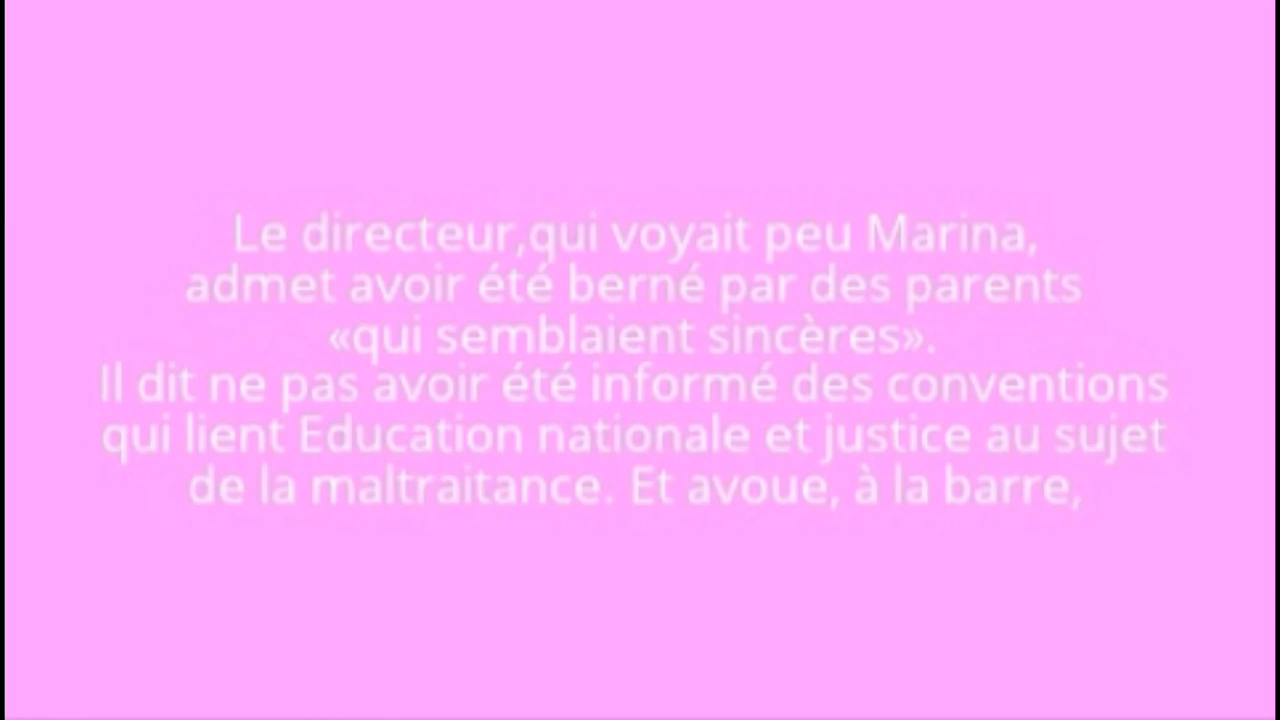 Le directeur,qui voyait peu Marina,
admet avoir été berné par des parents
«qui semblaient sincères».
Il dit ne pas avoir été informé des conventions
qui lient Education nationale et justice au sujet
de la maltraitance. Et avoue, à la barre,